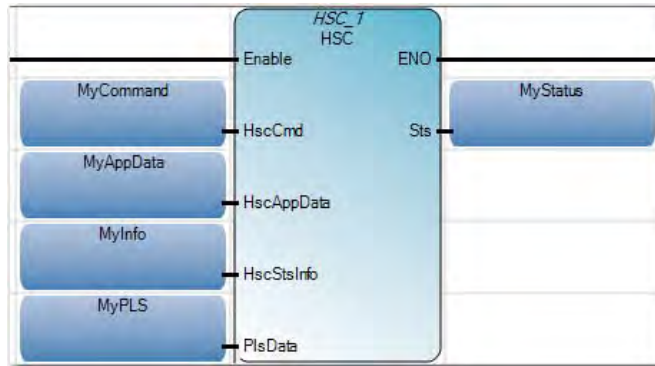 HSC_1
HSC
Enable ENO
MyCommand MyStatus
HscCmd Sts
MyAppData
HscAppData
MyInfo
HscStsInfo
MyPLS
PlsData